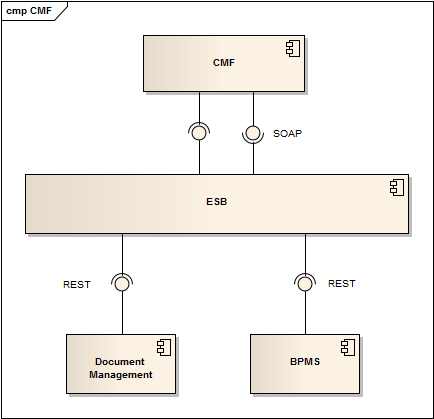 cmp CMF
CMF
SOAP
ESB
REST
REST
Document
Management
BPMS